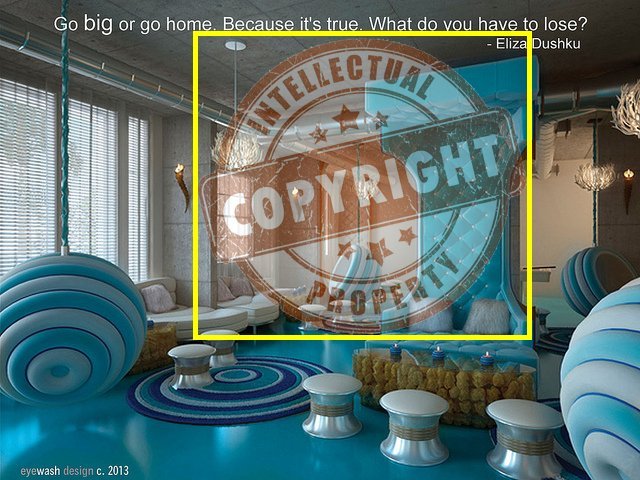 Go big or go home. Because it's true. What do you have to lose?
- Eliza Dushku
INTELLECTUAL
COPYRIGHT
PROPERTY
eyewash design c. 2013